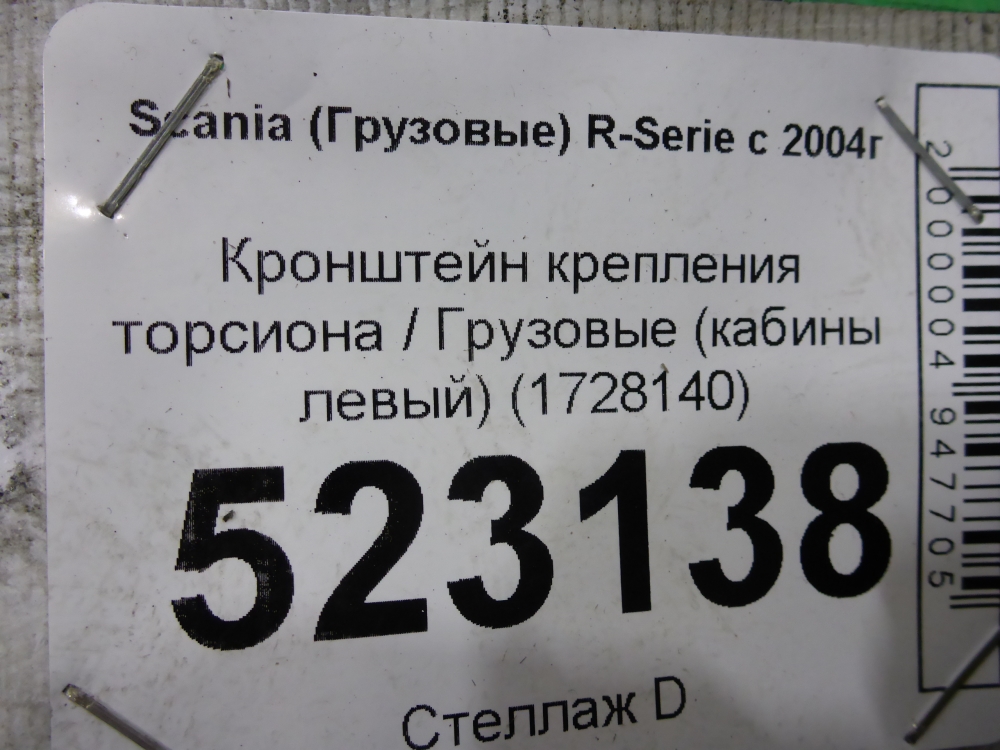 Scania (Грузовые) R-Serie с 2004г
Кронштейн крепления
торсиона / Грузовые (кабины
левый) (1728140)
523138
Стеллаж D
2000004947705